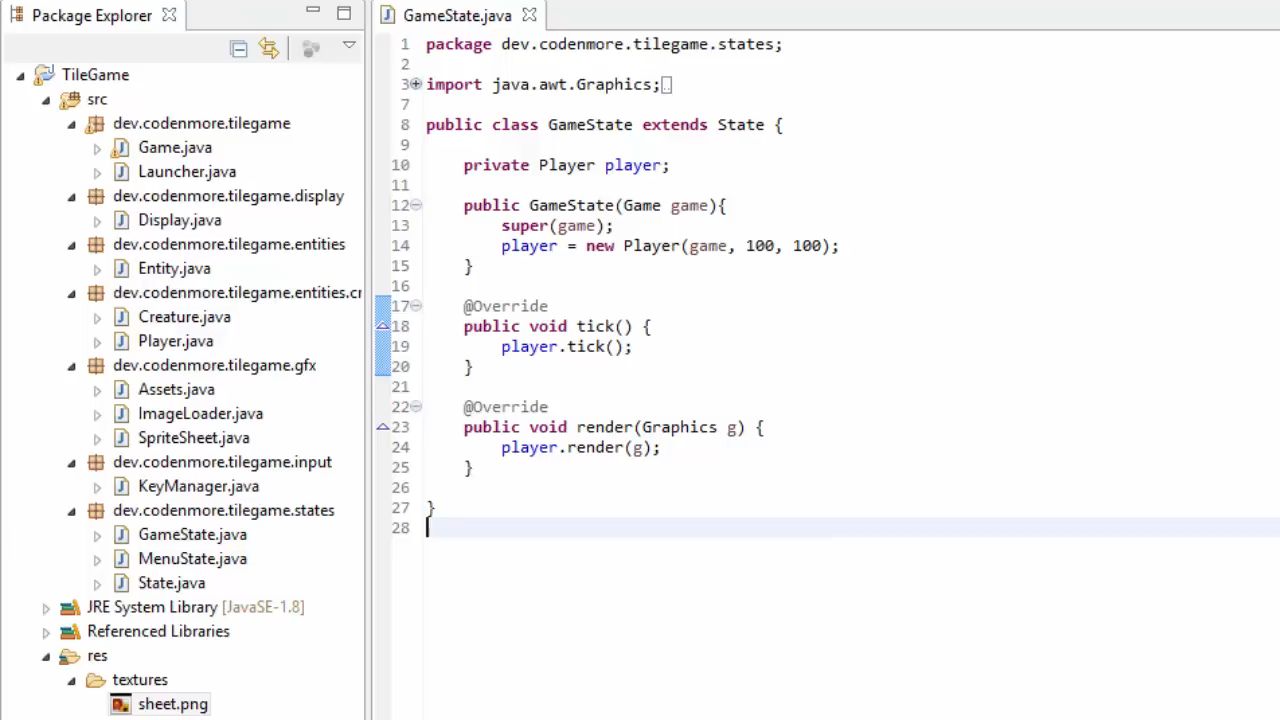 Package Explorer
TileGame
src
dev.codenmore.tilegame
Game.java
Launcher.java
dev.codenmore.tilegame.display
Display.java
dev.codenmore.tilegame.entities
Entity.java
dev.codenmore.tilegame.entities.cr
Creature.java
Player.java
dev.codenmore.tilegame.gfx
Assets.java
ImageLoader.java
SpriteSheet.java
dev.codenmore.tilegame.input
KeyManager.java
dev.codenmore.tilegame.states
GameState.java
MenuState.java
State.java
JRE System Library [JavaSE-1.8]
Referenced Libraries
res
textures
sheet.png
GameState.java
1 package dev.codenmore.tilegame.states;
2
3 import java.awt.Graphics;
7
8 public class GameState extends State {
9
10 private Player player;
11
12 public GameState(Game game){
13 super(game);
14 player = new Player(game, 100, 100);
15 }
16
17 @Override
18 public void tick() {
19 player.tick();
20 }
21
22 @Override
23 public void render(Graphics g) {
24 player.render(g);
25 }
26
27 }
28